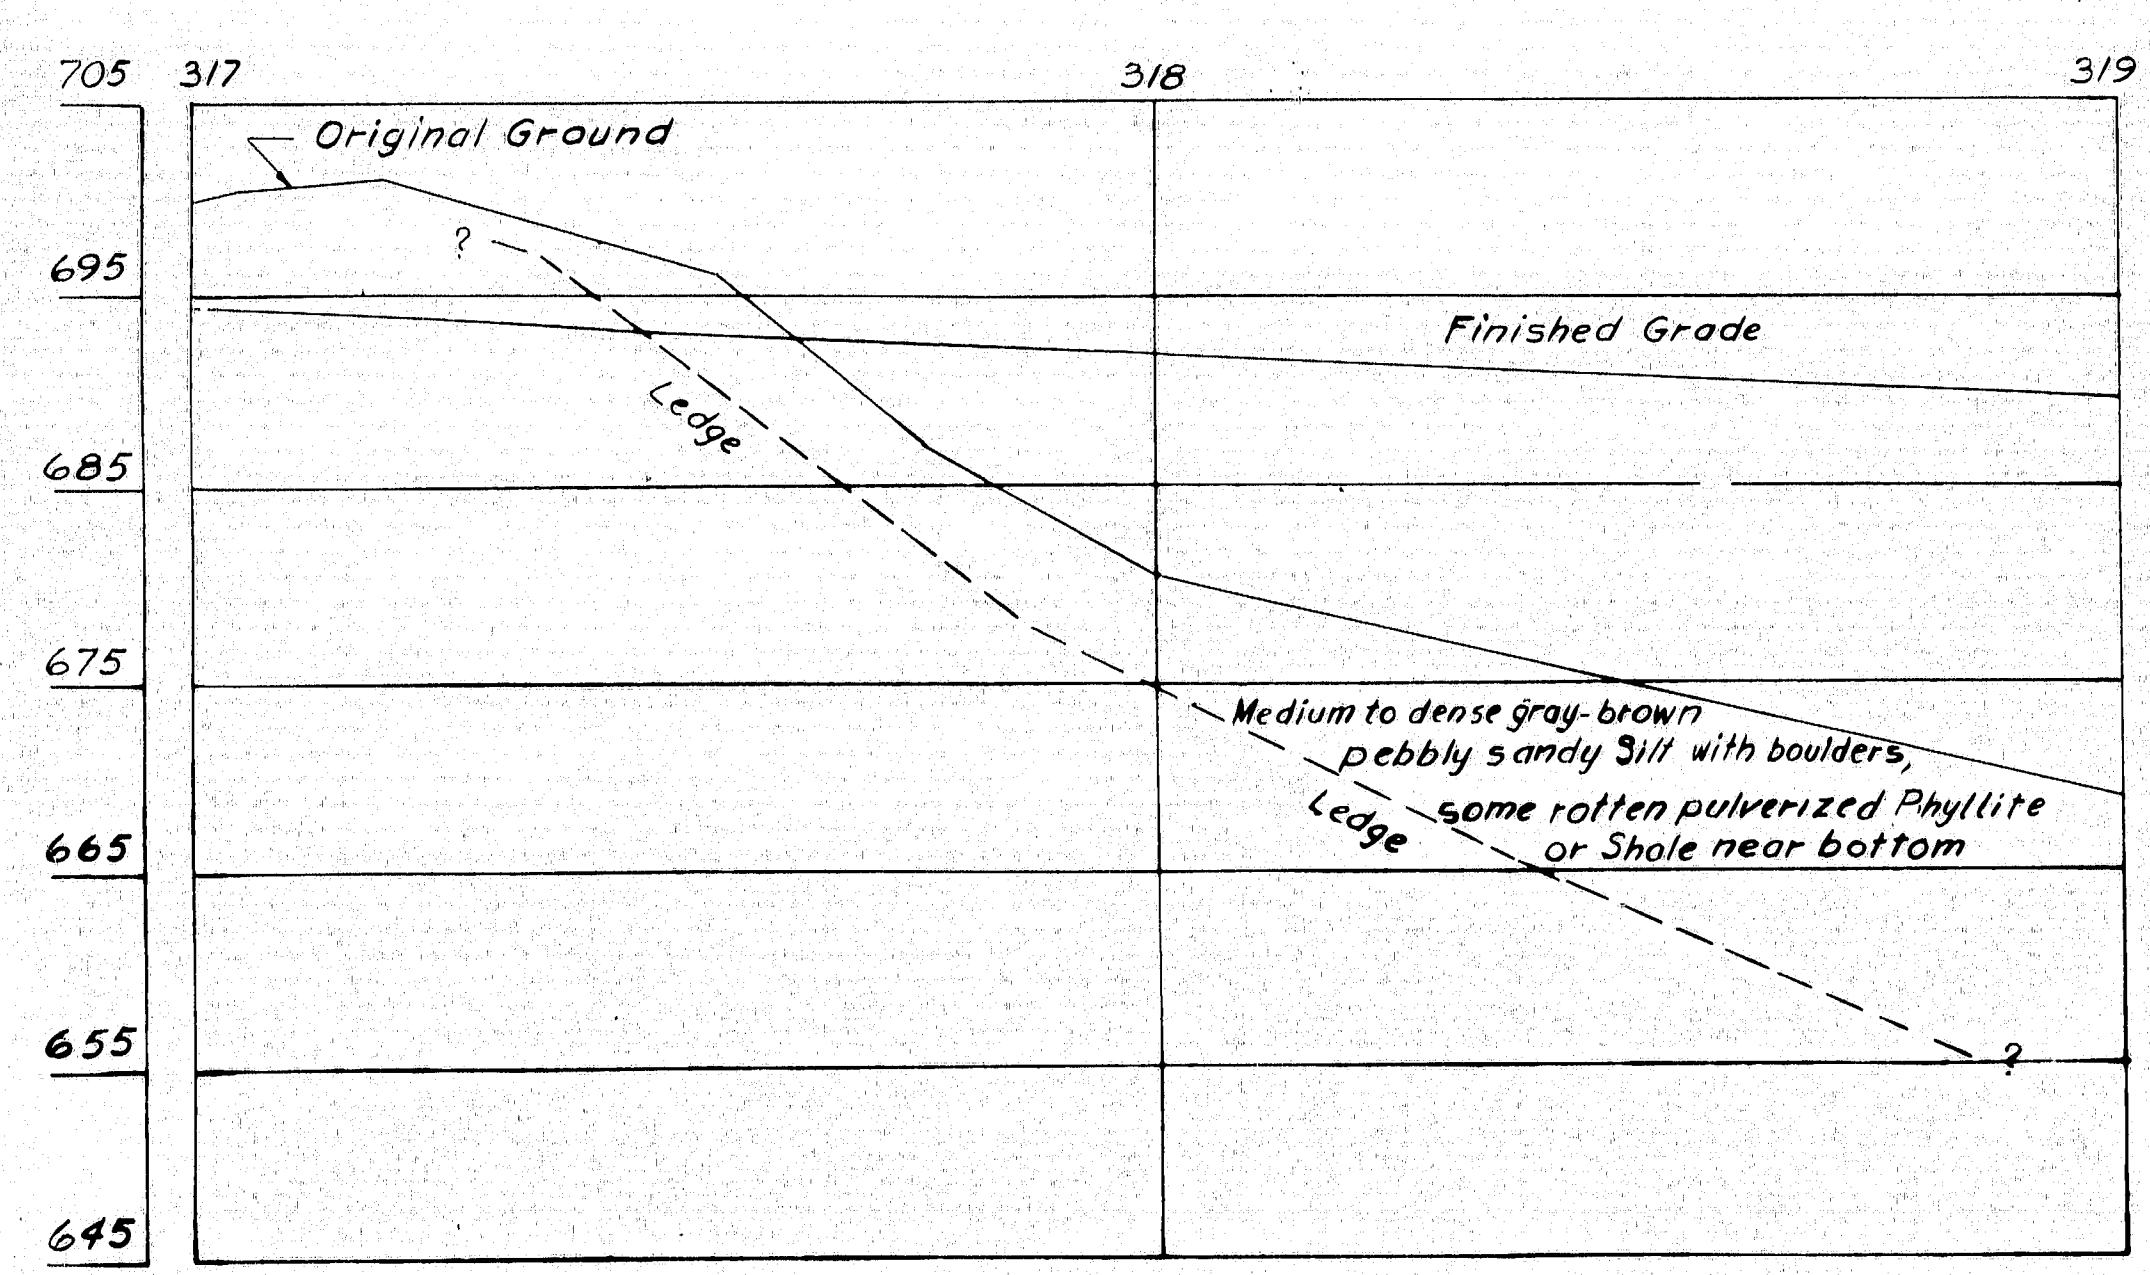 705 317 318 319
Original Ground
?
695
Finished Grade
Ledge
685
675
Medium to dense gray-brown
pebbly sandy Silt with boulders,
Ledge some rotten pulverized Phyllite
or Shale near bottom
665
655
?
645